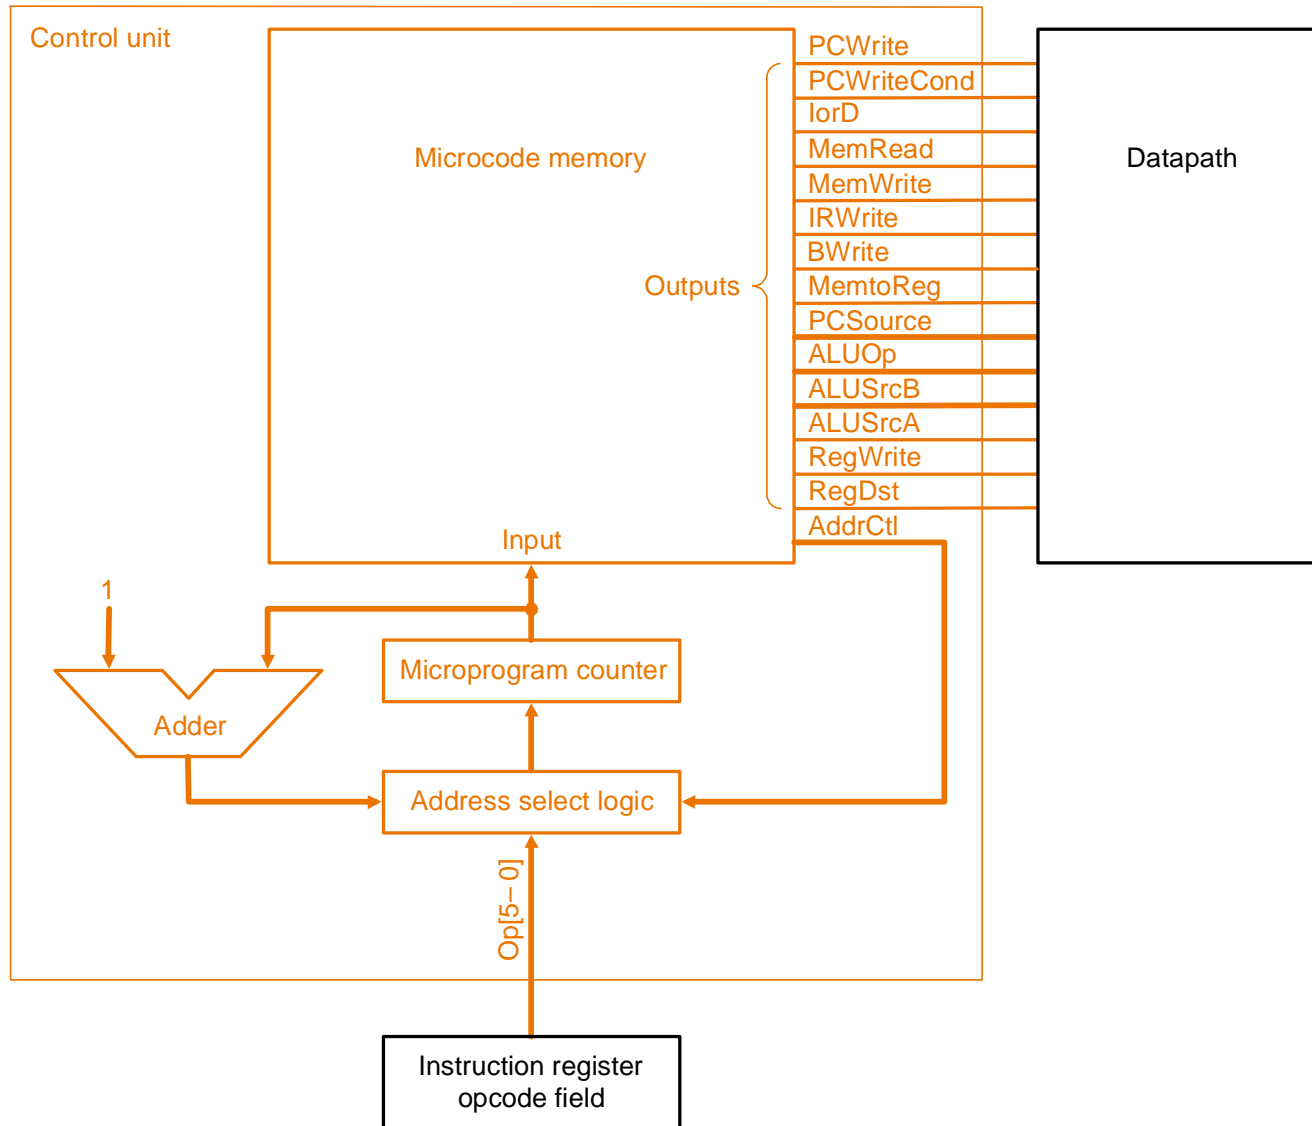 Control unit
PCWrite
PCWriteCond
IorD
Microcode memory
MemRead
Datapath
MemWrite
IRWrite
BWrite
Outputs
MemtoReg
PCSource
ALUOp
ALUSrcB
ALUSrcA
RegWrite
RegDst
AddrCtl
Input
1
Microprogram counter
Adder
Address select logic
Op[5– 0]
Instruction register
opcode field